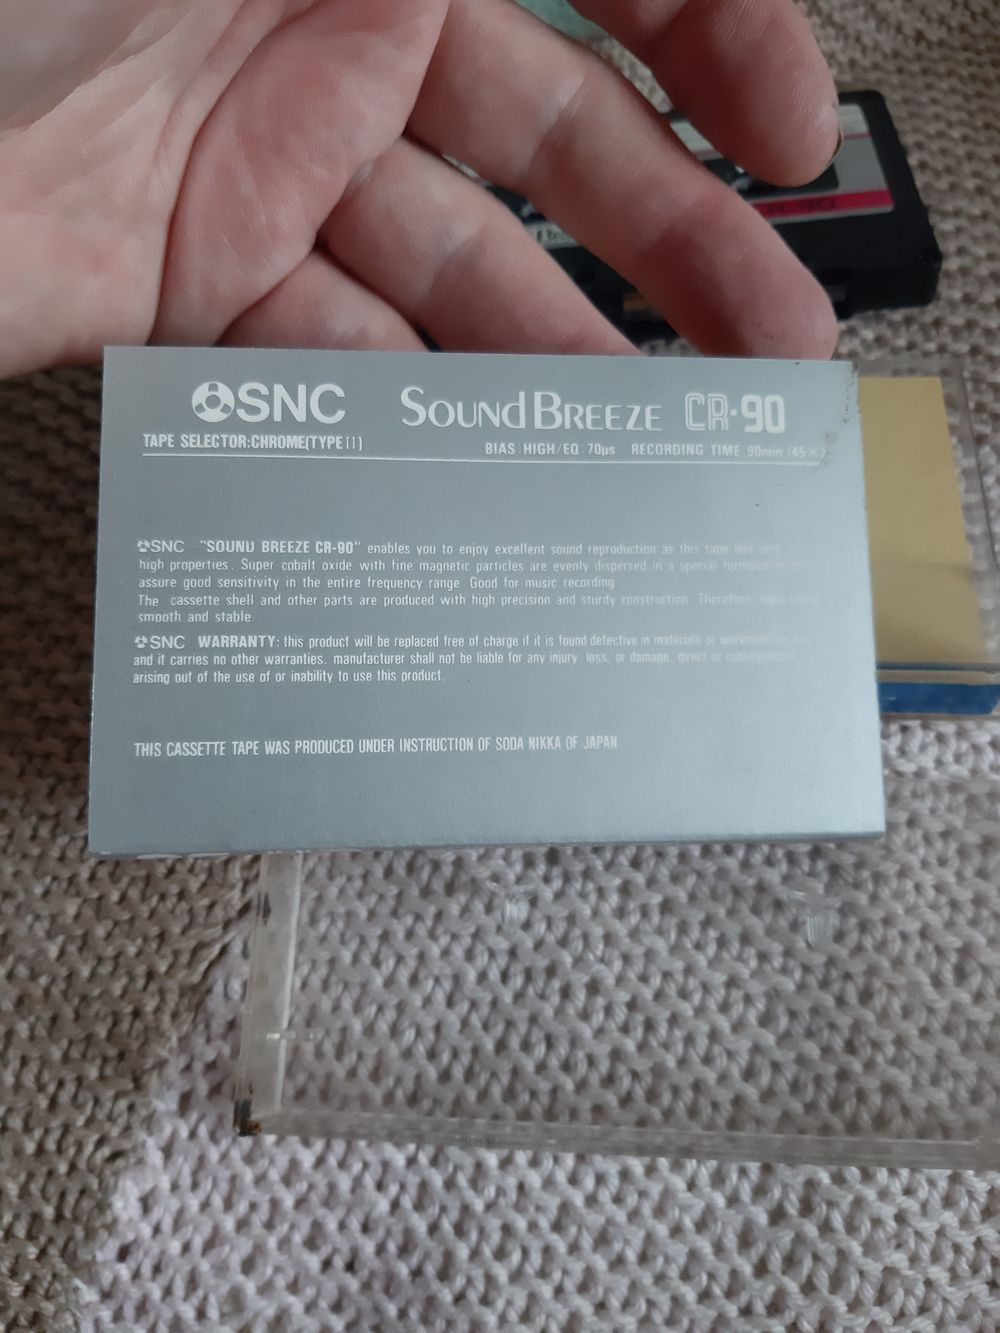 SNC SOUND BREEZE CR-90
TAPE SELECTOR:CHROME(TYPE II) BIAS HIGH/EQ 70µs RECORDING TIME 90min (45×2
SNC "SOUND BREEZE CR-90" enables you to enjoy excellent sound reproduction as this tape has very
high properties. Super cobalt oxide with fine magnetic particles are evenly dispersed in a special formulation to
assure good sensitivity in the entire frequency range Good for music recording
The cassette shell and other parts are produced with high precision and sturdy construction Therefore, tape travel
smooth and stable
SNC WARRANTY: this product will be replaced free of charge if it is found defective in materials or
and it carries no other warranties. manufacturer shall not be liable for any injury loss, or damage, direct or
arising out of the use of or inability to use this product.
THIS CASSETTE TAPE WAS PRODUCED UNDER INSTRUCTION OF SODA NIKKA OF JAPAN